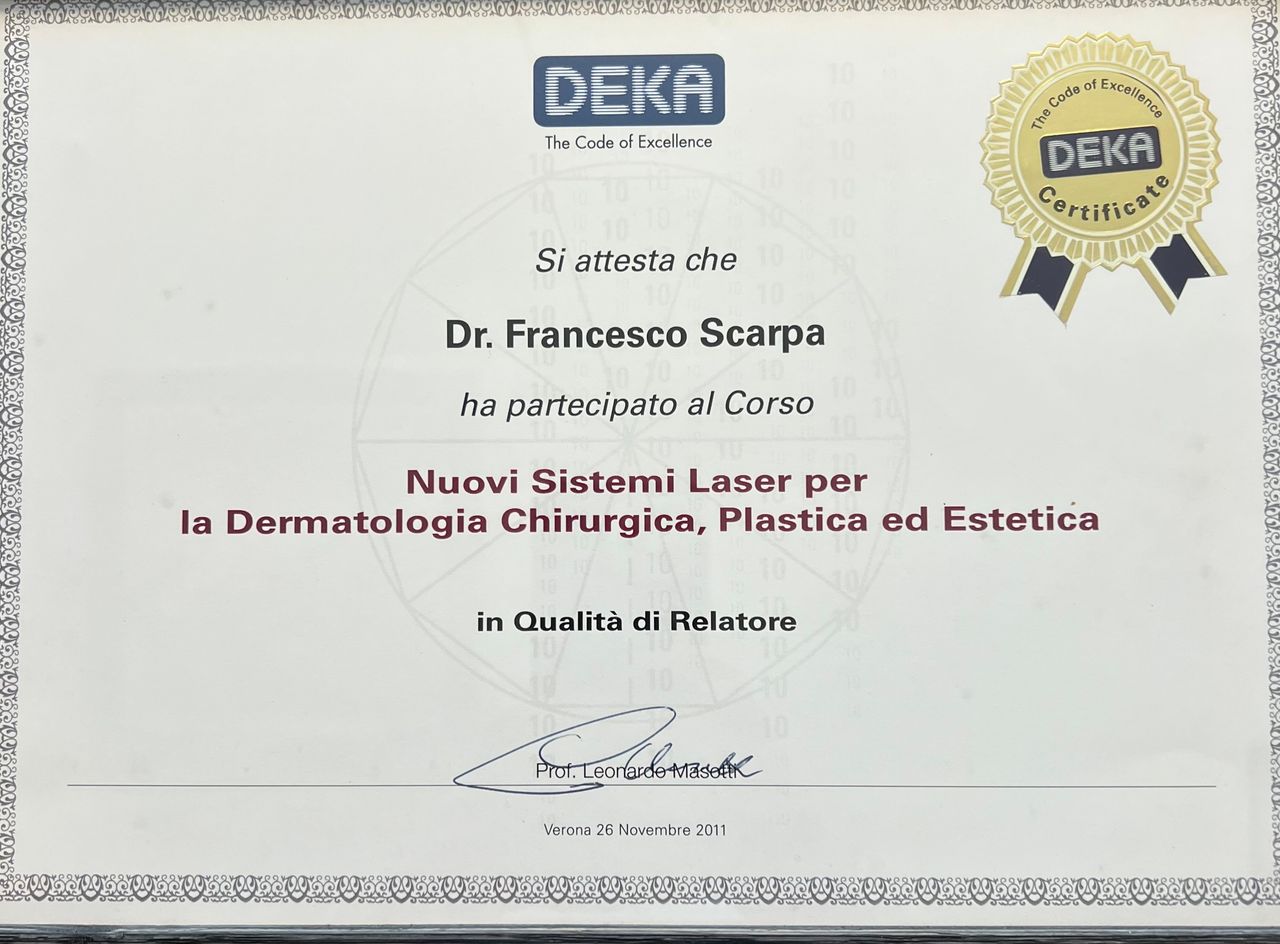 DEKA
The Code of Excellence
The Code of Excellence
DEKA
Certificate
Si attesta che
Dr. Francesco Scarpa
ha partecipato al Corso
Nuovi Sistemi Laser per
la Dermatologia Chirurgica, Plastica ed Estetica
in Qualità di Relatore
Prof. Leonardo Masotti
Verona 26 Novembre 2011